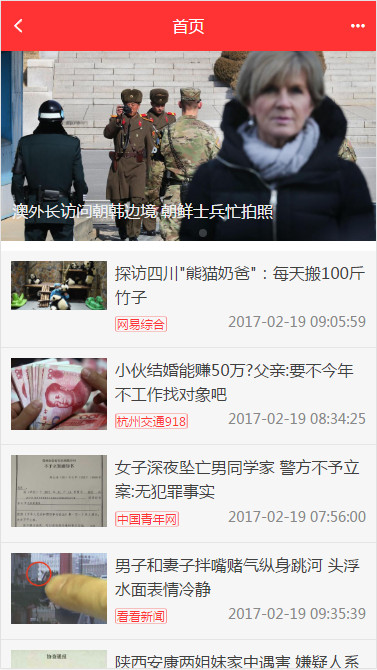 首页
澳外长访问朝韩边境 朝鲜士兵忙拍照
探访四川"熊猫奶爸"：每天搬100斤
竹子
网易综合 2017-02-19 09:05:59
小伙结婚能赚50万?父亲:要不今年
不工作找对象吧
杭州交通918 2017-02-19 08:34:25
女子深夜坠亡男同学家 警方不予立
案:无犯罪事实
中国青年网 2017-02-19 07:56:00
男子和妻子拌嘴赌气纵身跳河 头浮
水面表情冷静
看看新闻 2017-02-19 09:35:39
陕西安康两姐妹家中遇害 嫌疑人系